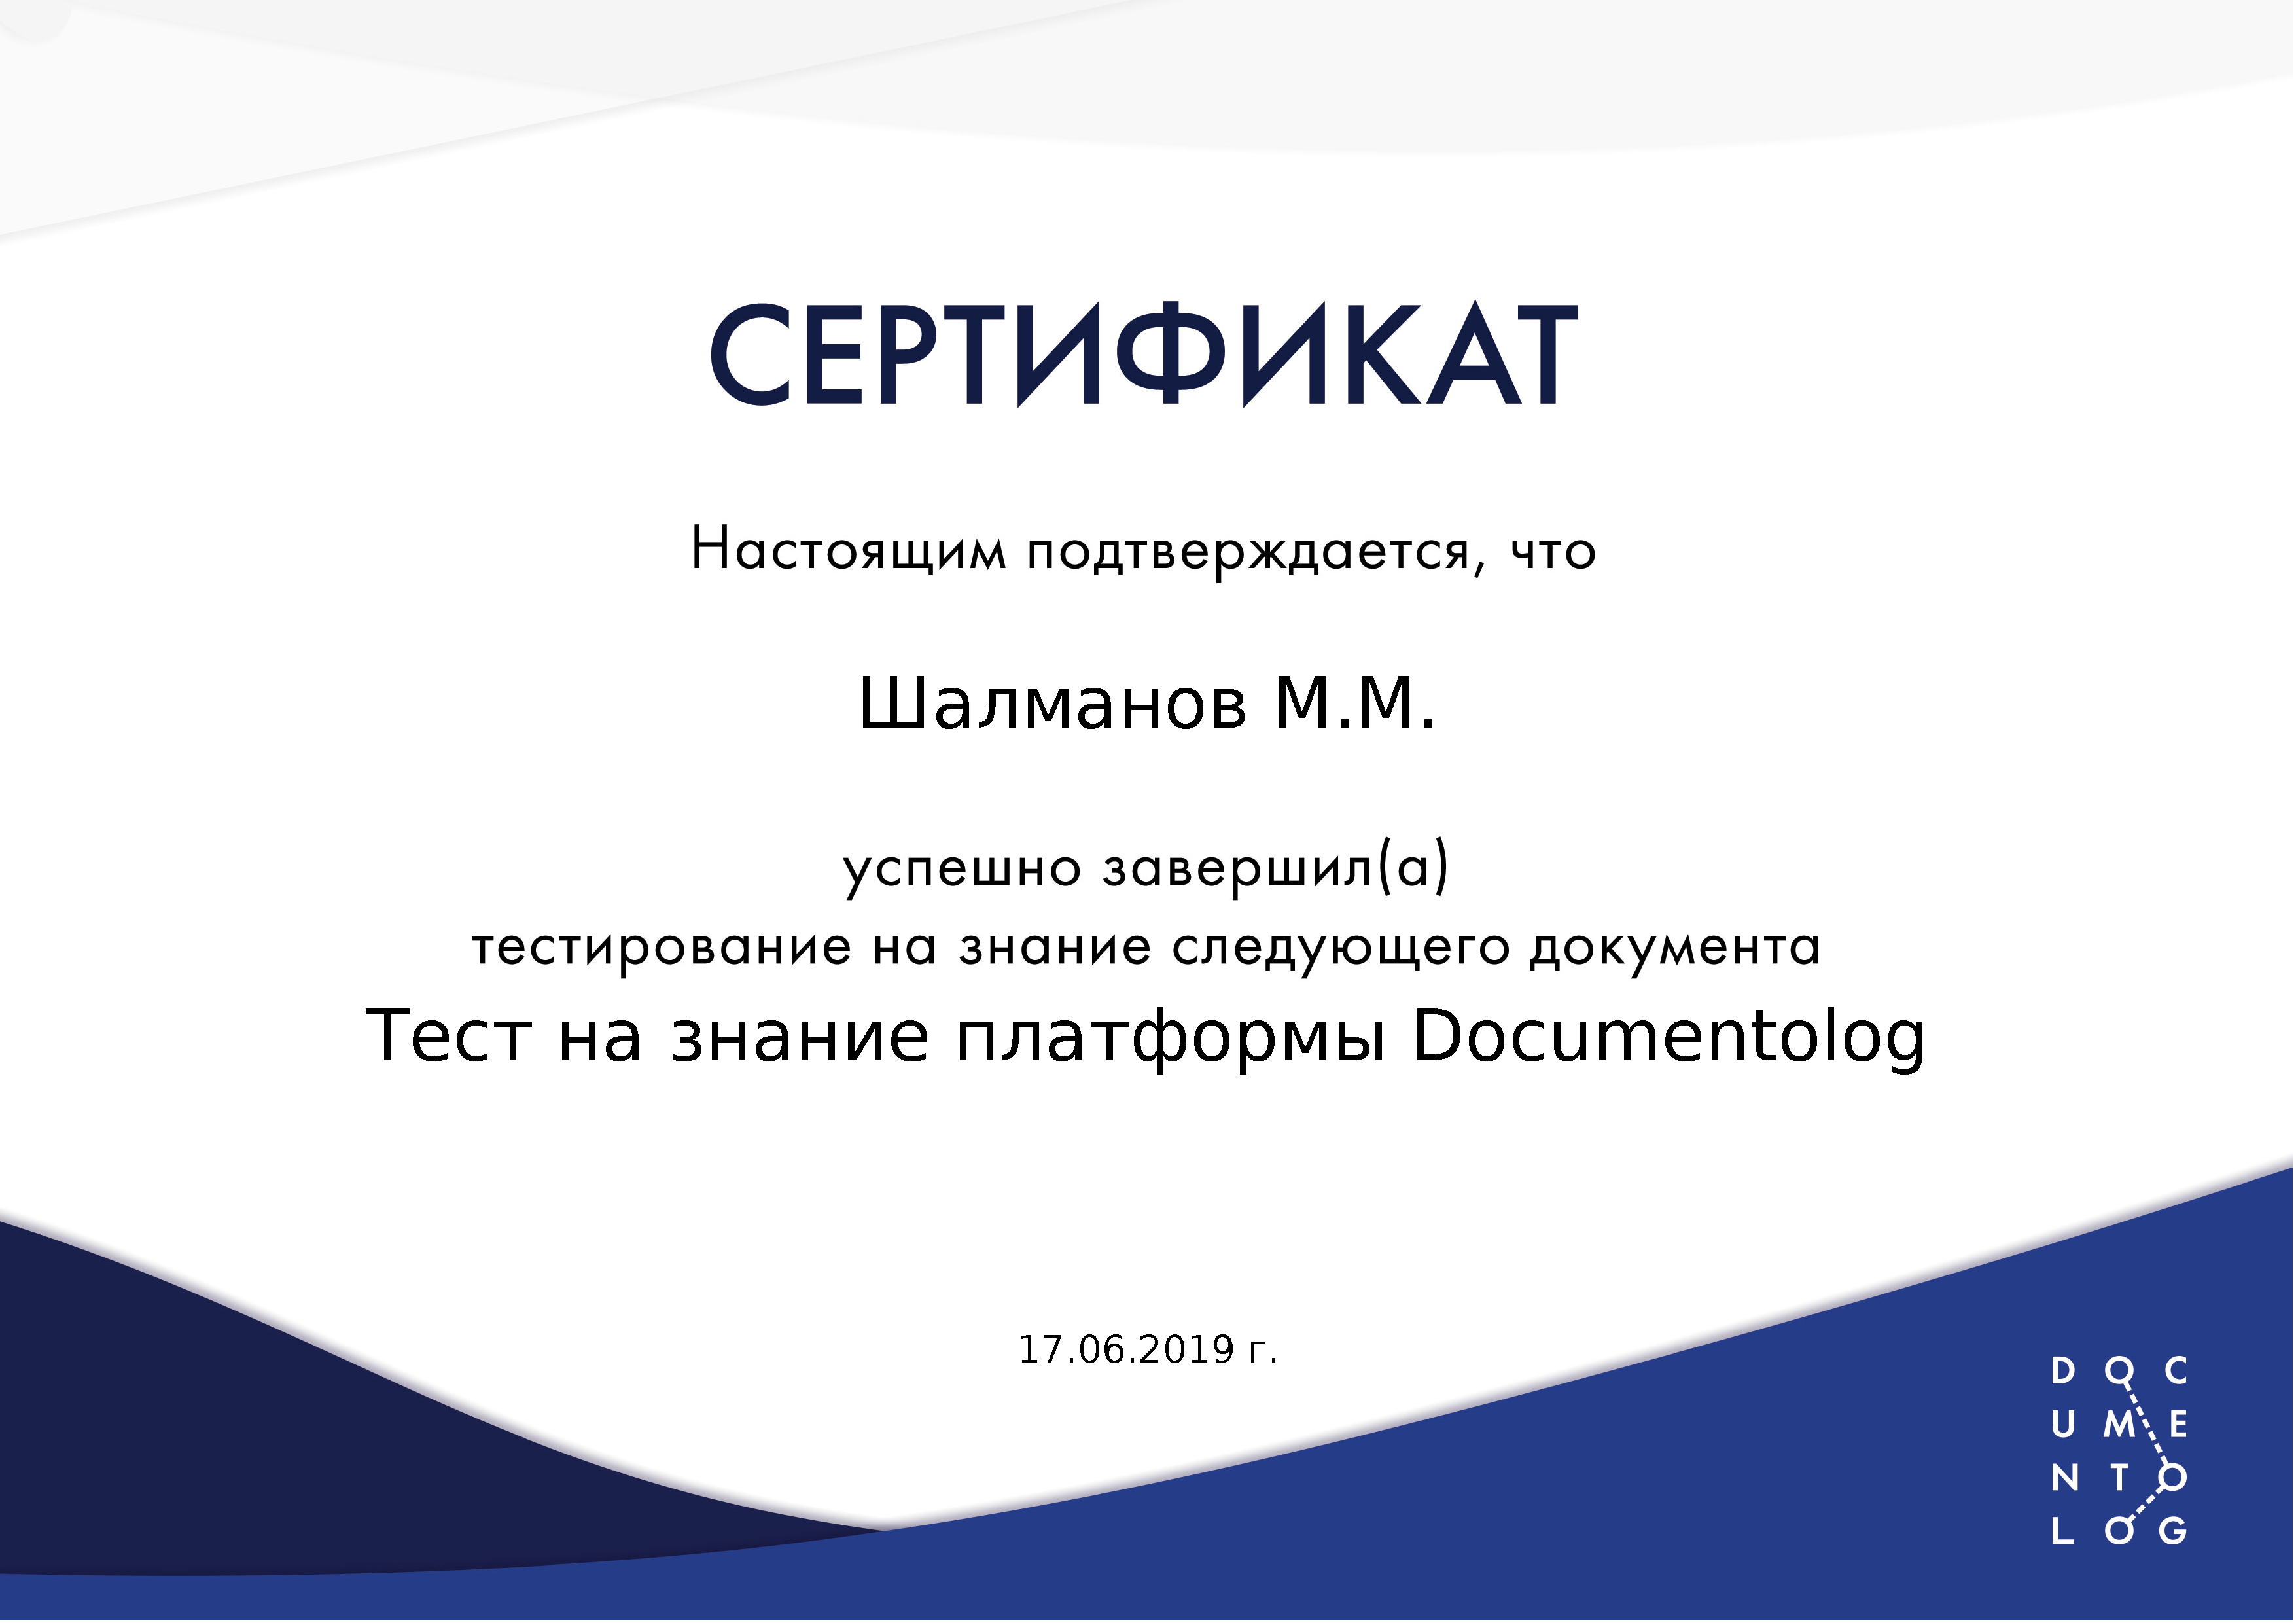 СЕРТИФИКАТ
Настоящим подтверждается, что
Шалманов М.М.
успешно завершил(а)
тестирование на знание следующего документа
Тест на знание платформы Documentolog
17.06.2019 г.
D O C
U M E
N T O
L O G